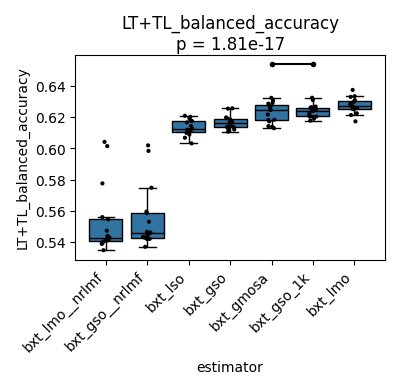 LT+TL_balanced_accuracy
p = 1.81e-17
LT+TL_balanced_accuracy
0.64
0.62
0.60
0.58
0.56
0.54
bxt_lmo__nrlmf
bxt_gso__nrlmf
bxt_lso
bxt_gso
bxt_gmosa
bxt_gso_1k
bxt_lmo
estimator